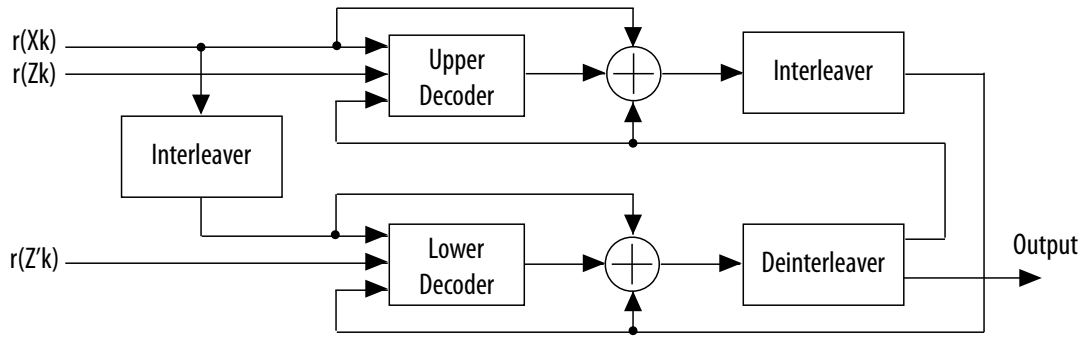 r(Xk)
r(Zk)
Upper
Decoder
Interleaver
Interleaver
r(Z'k)
Lower
Decoder
Deinterleaver
Output